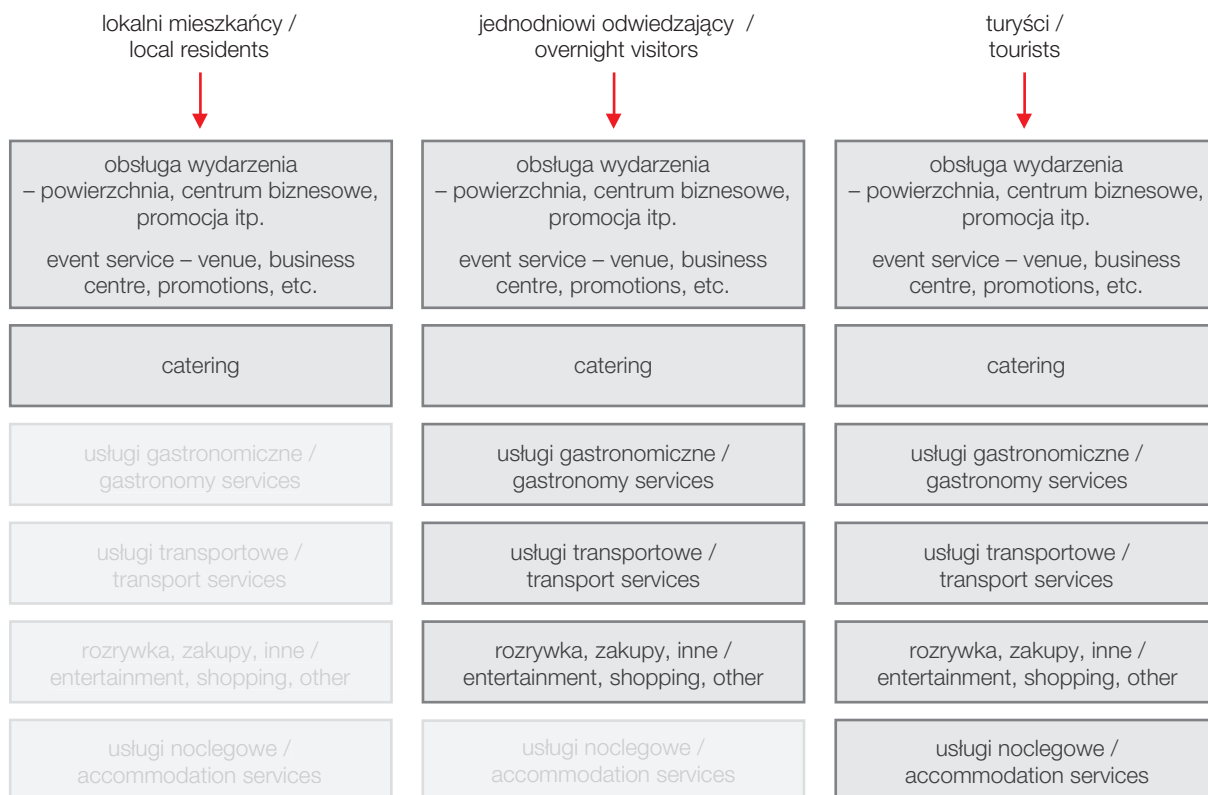 lokalni mieszkańcy /
local residents
jednodniowi odwiedzający /
overnight visitors
turyści /
tourists
obsługa wydarzenia
– powierzchnia, centrum biznesowe,
promocja itp.
event service – venue, business
centre, promotions, etc.
obsługa wydarzenia
– powierzchnia, centrum biznesowe,
promocja itp.
event service – venue, business
centre, promotions, etc.
obsługa wydarzenia
– powierzchnia, centrum biznesowe,
promocja itp.
event service – venue, business
centre, promotions, etc.
catering
catering
catering
usługi gastronomiczne /
gastronomy services
usługi gastronomiczne /
gastronomy services
usługi gastronomiczne /
gastronomy services
usługi transportowe /
transport services
usługi transportowe /
transport services
usługi transportowe /
transport services
rozrywka, zakupy, inne /
entertainment, shopping, other
rozrywka, zakupy, inne /
entertainment, shopping, other
rozrywka, zakupy, inne /
entertainment, shopping, other
usługi noclegowe /
accommodation services
usługi noclegowe /
accommodation services
usługi noclegowe /
accommodation services